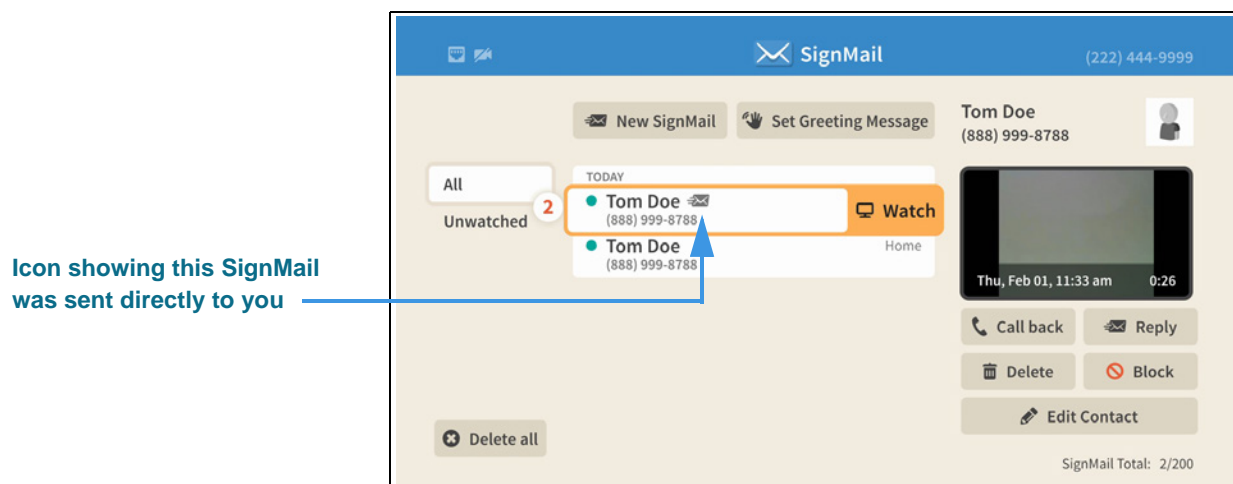 SignMail
(222) 444-9999
New SignMail
Set Greeting Message
Tom Doe
(888) 999-8788
All
Unwatched
2
TODAY
Tom Doe
(888) 999-8788
Watch
Tom Doe
Home
(888) 999-8788
Thu, Feb 01, 11:33 am
0:26
Icon showing this SignMail
was sent directly to you
Call back
Reply
Delete
Block
Edit Contact
Delete all
SignMail Total: 2/200